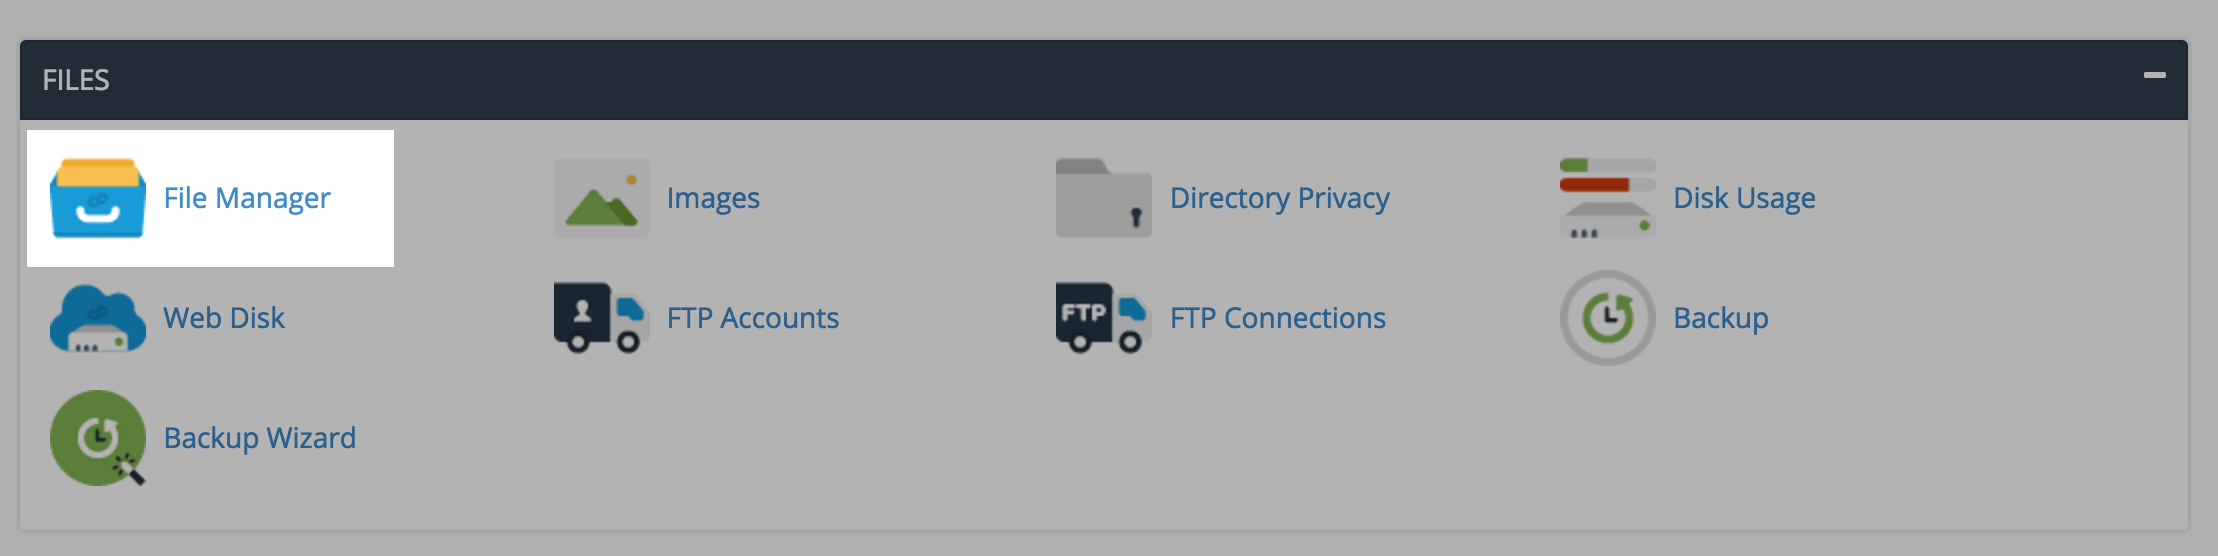 FILES
File Manager
Images
Directory Privacy
Disk Usage
Web Disk
FTP Accounts
FTP
FTP Connections
Backup
Backup Wizard